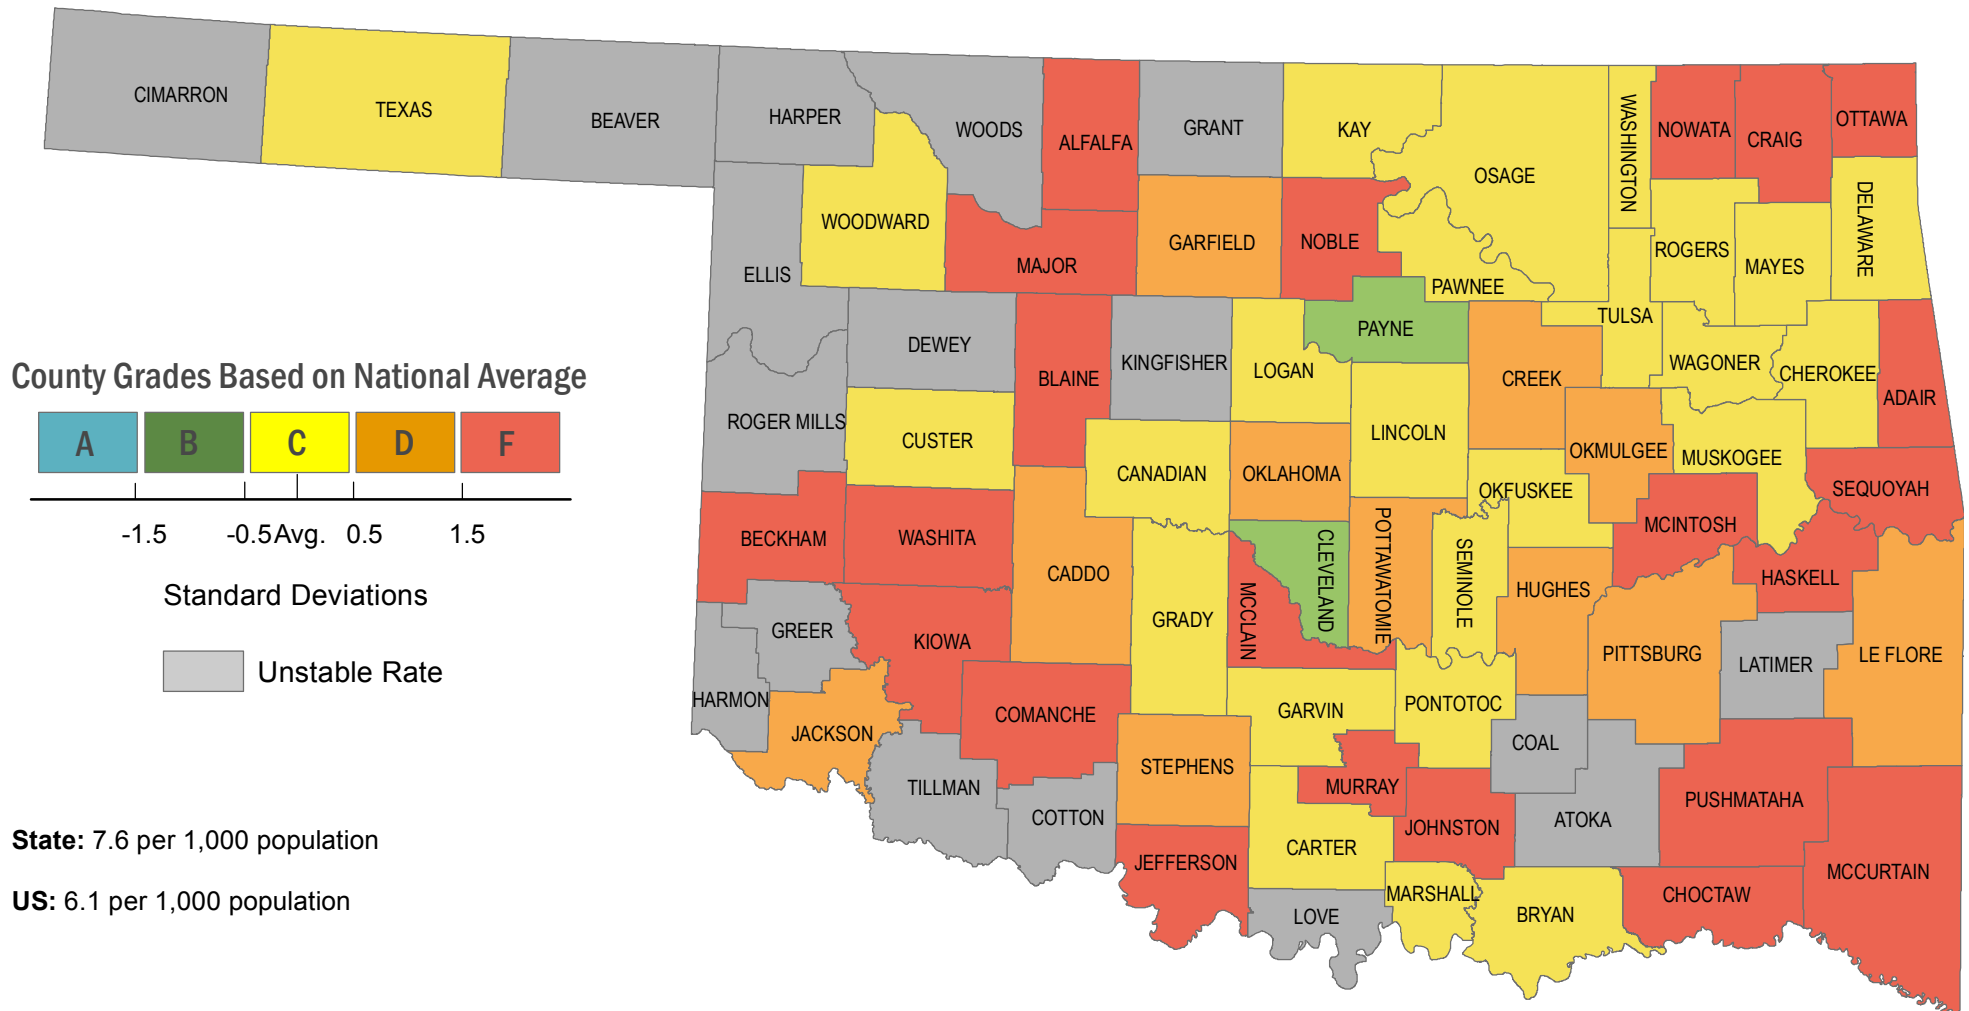 CIMARRON
TEXAS
BEAVER
HARPER
WOODS
ALFALFA
GRANT
KAY
OSAGE
WASHINGTON
NOWATA
CRAIG
OTTAWA
WOODWARD
ELLIS
MAJOR
GARFIELD
NOBLE
PAWNEE
ROGERS
MAYES
DELAWARE
TULSA
DEWEY
BLAINE
KINGFISHER
LOGAN
PAYNE
CREEK
WAGONER
CHEROKEE
ADAIR
ROGER MILLS
CUSTER
CANADIAN
OKLAHOMA
LINCOLN
OKMULGEE
MUSKOGEE
OKFUSKEE
SEQUOYAH
BECKHAM
WASHITA
CADDO
GRADY
MCCLAIN
CLEVELAND
POTTAWATOMIE
SEMINOLE
HUGHES
MCINTOSH
HASKELL
GREER
KIOWA
PITTSBURG
LATIMER
LE FLORE
HARMON
JACKSON
COMANCHE
GARVIN
PONTOTOC
COAL
TILLMAN
COTTON
STEPHENS
MURRAY
JOHNSTON
ATOKA
PUSHMATAHA
JEFFERSON
CARTER
MARSHALL
BRYAN
CHOCTAW
MCCURTAIN
LOVE
County Grades Based on National Average
A B C D F
-1.5 -0.5 Avg. 0.5 1.5
Standard Deviations
Unstable Rate
State: 7.6 per 1,000 population
US: 6.1 per 1,000 population